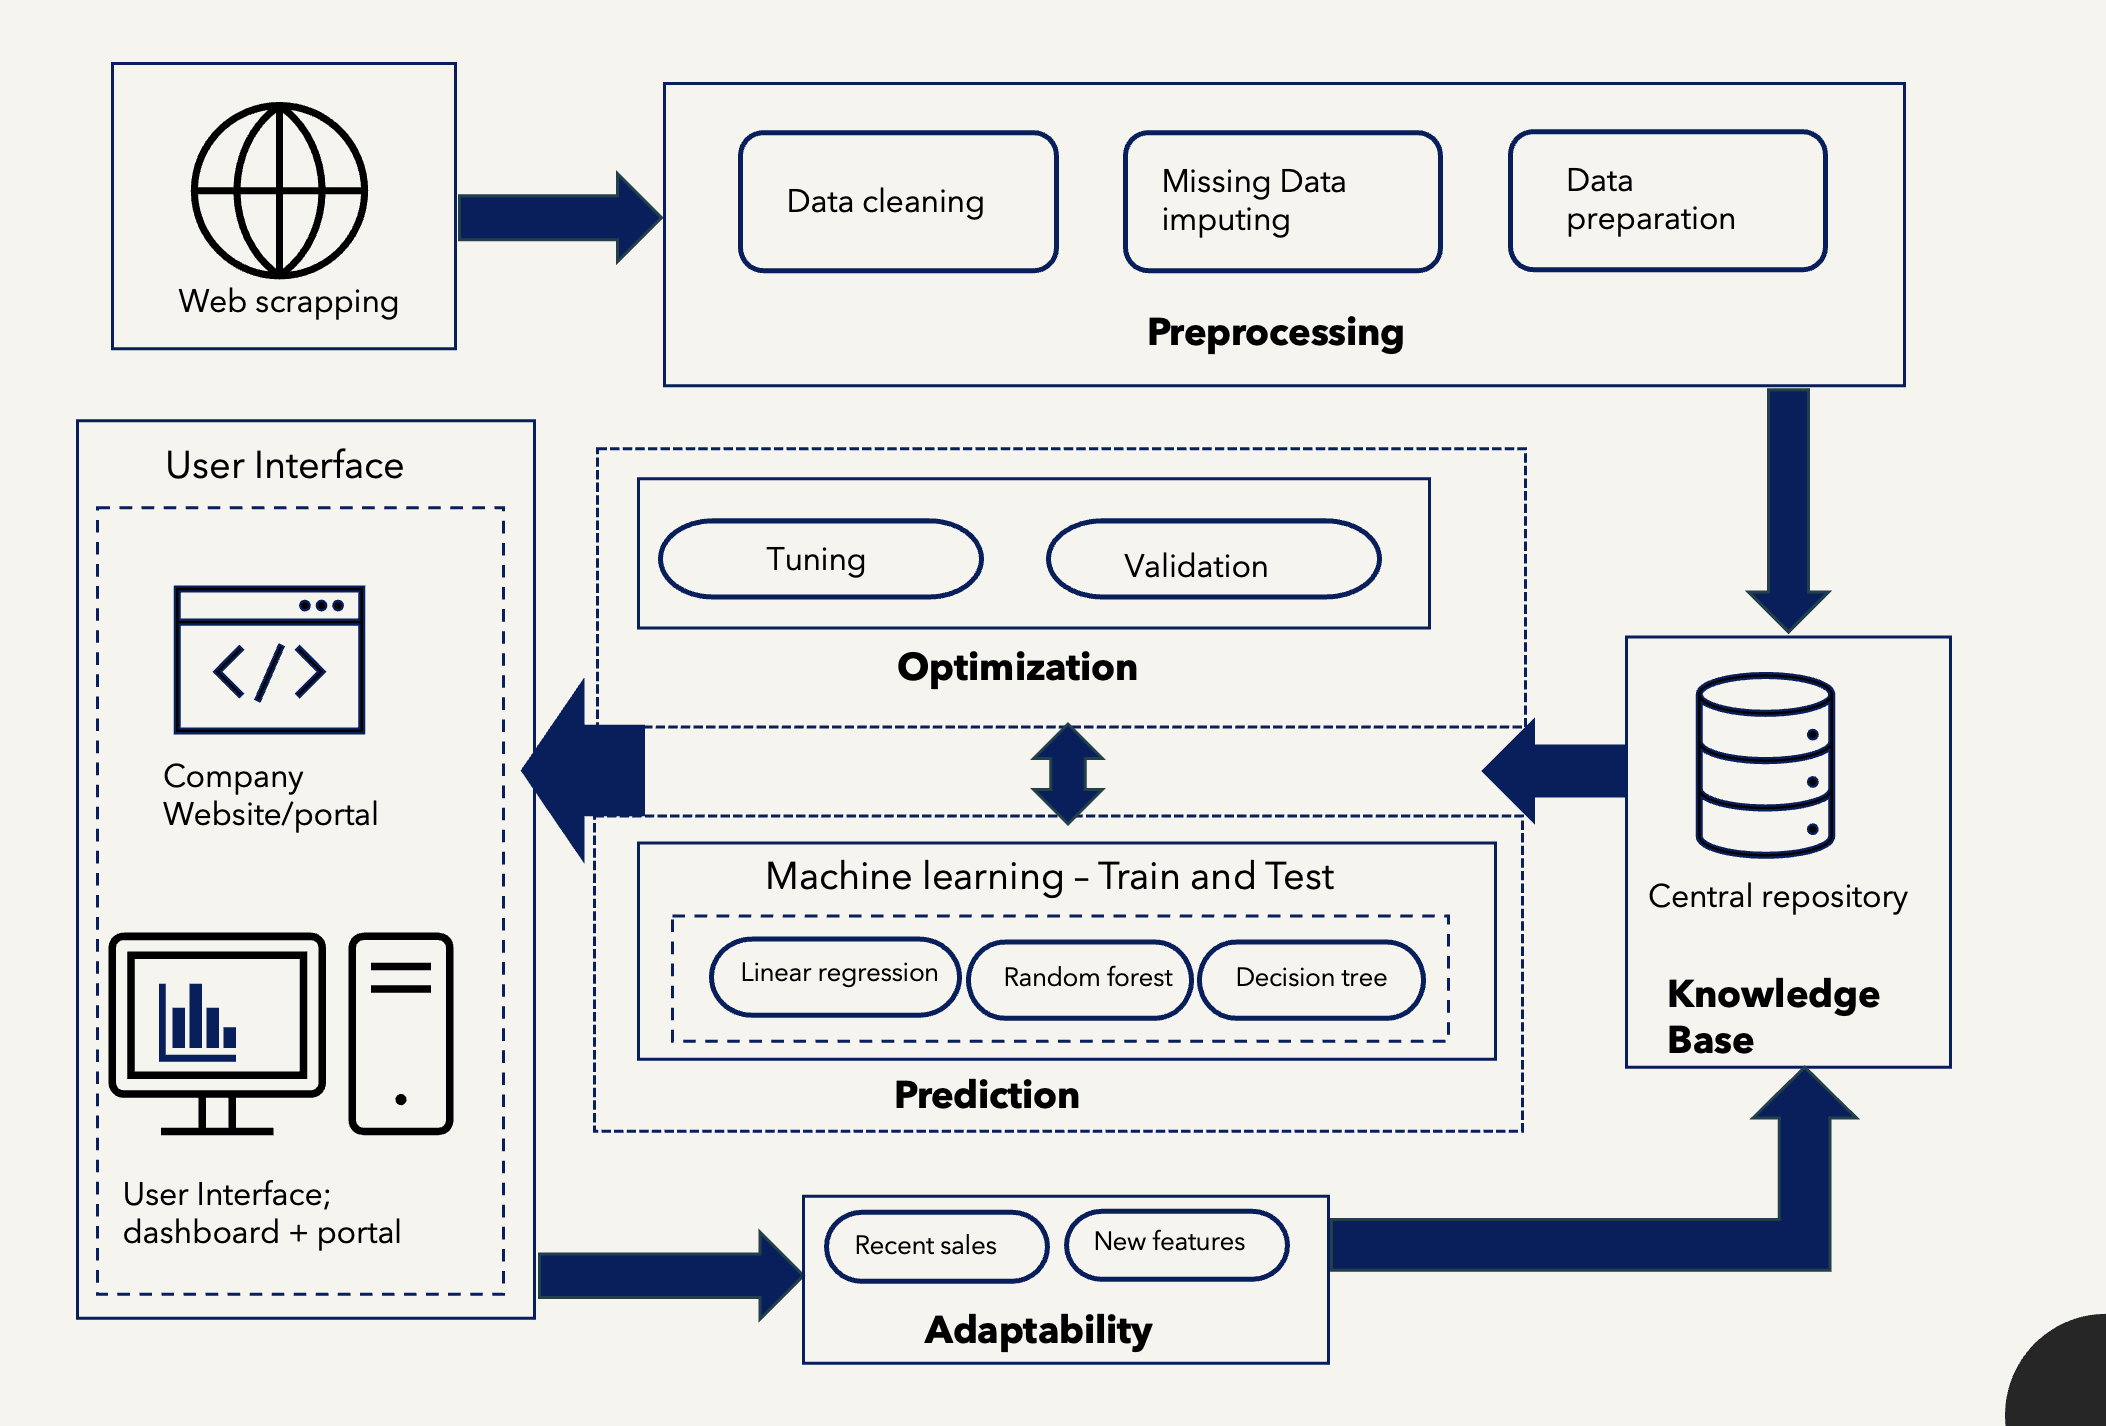 Web scrapping
Data cleaning
Missing Data
imputing
Data
preparation
Preprocessing
User Interface
Company
Website/portal
User Interface;
dashboard + portal
Tuning
Validation
Optimization
Machine learning – Train and Test
Linear regression
Random forest
Decision tree
Prediction
Central repository
Knowledge
Base
Recent sales
New features
Adaptability